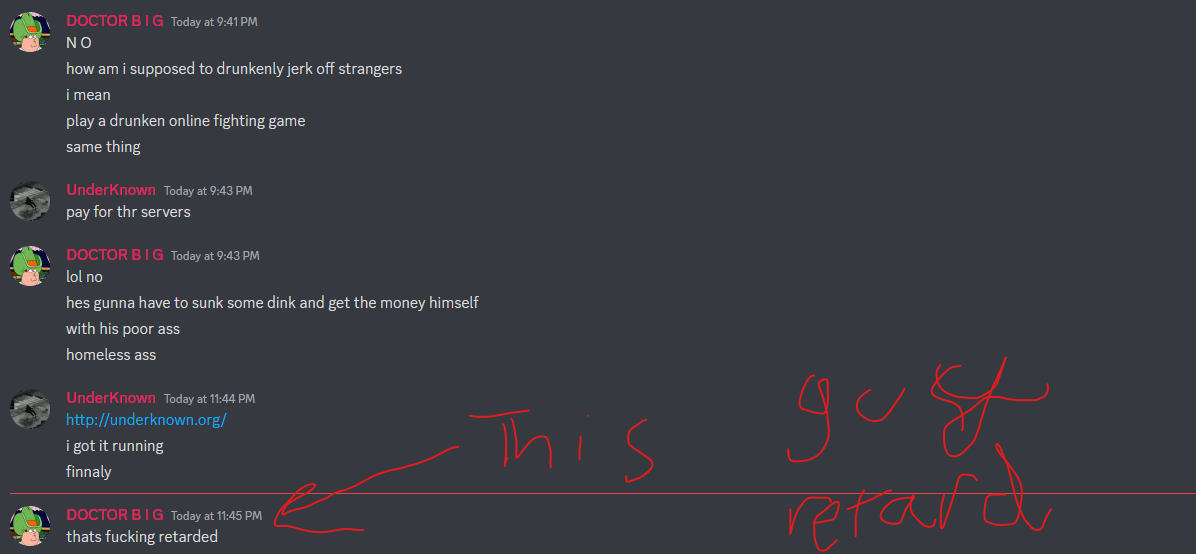 DOCTOR B I G Today at 9:41 PM
N O
how am i supposed to drunkenly jerk off strangers
i mean
play a drunken online fighting game
same thing
UnderKnown Today at 9:43 PM
pay for thr servers
DOCTOR B I G Today at 9:43 PM
lol no
hes gunna have to sunk some dink and get the money himself
with his poor ass
homeless ass
UnderKnown Today at 11:44 PM
http://underknown.org/
i got it running
finnaly
DOCTOR B I G Today at 11:45 PM
thats fucking retarded
This
retard